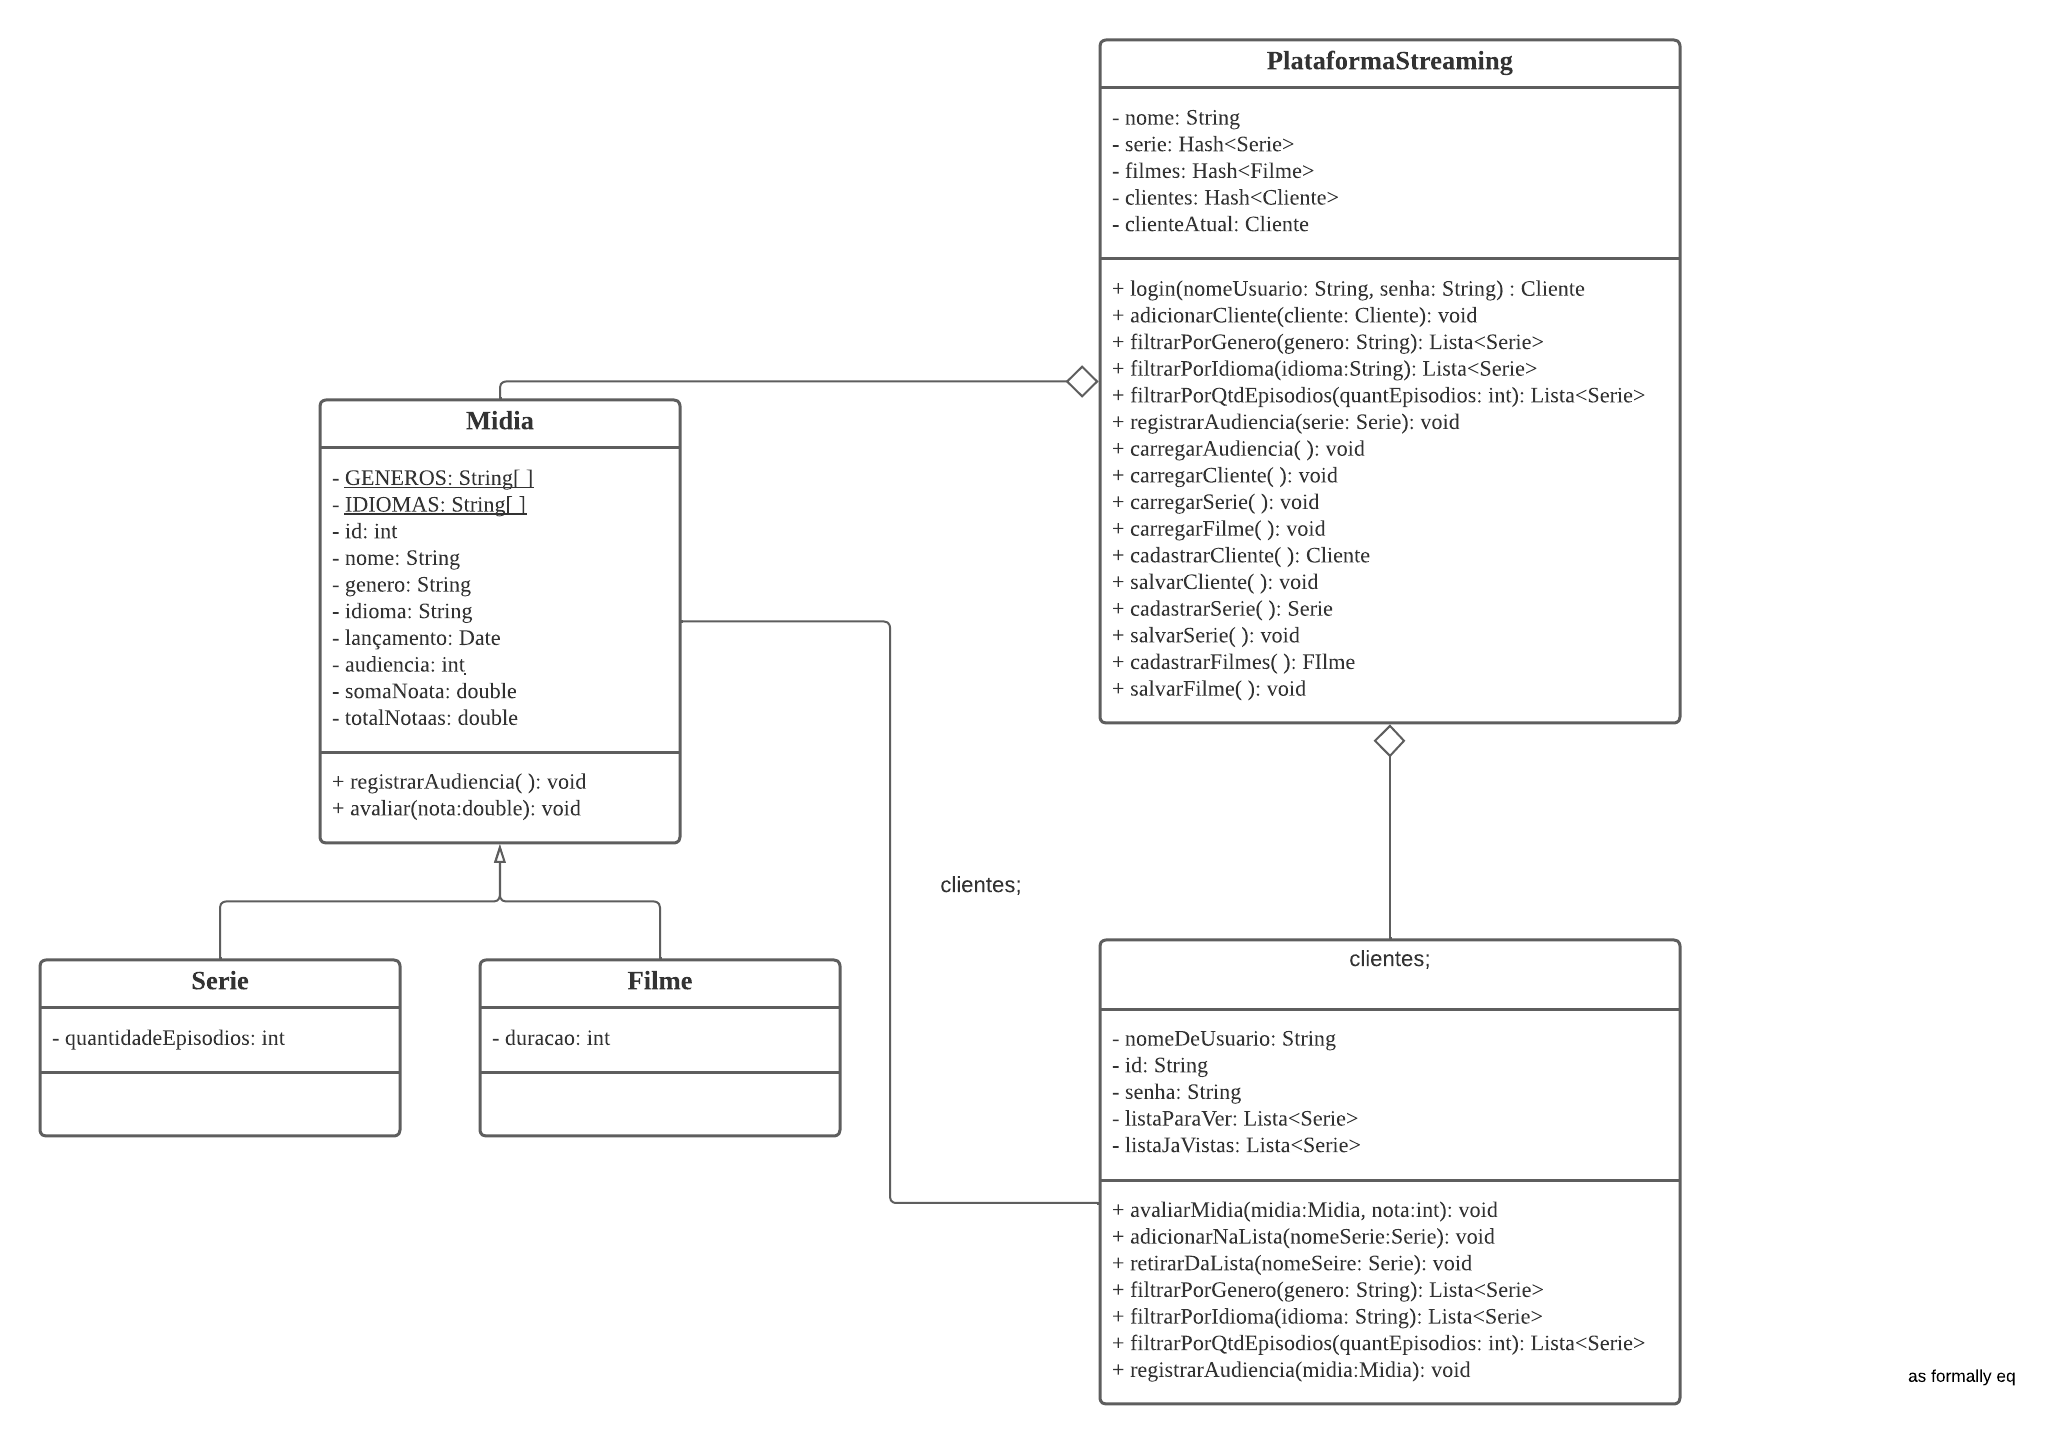 PlataformaStreaming
- nome: String
- serie: Hash<Serie>
- filmes: Hash<Filme>
- clientes: Hash<Cliente>
- clienteAtual: Cliente
+ login(nomeUsuario: String, senha: String) : Cliente
+ adicionarCliente(cliente: Cliente): void
+ filtrarPorGenero(genero: String): Lista<Serie>
+ filtrarPorIdioma(idioma:String): Lista<Serie>
+ filtrarPorQtdEpisodios(quantEpisodios: int): Lista<Serie>
+ registrarAudiencia(serie: Serie): void
+ carregarAudiencia( ): void
+ carregarCliente( ): void
+ carregarSerie( ): void
+ carregarFilme( ): void
+ cadastrarCliente( ): Cliente
+ salvarCliente( ): void
+ cadastrarSerie( ): Serie
+ salvarSerie( ): void
+ cadastrarFilmes( ): FIlme
+ salvarFilme( ): void
Midia
- GENEROS: String[ ]
- IDIOMAS: String[ ]
- id: int
- nome: String
- genero: String
- idioma: String
- lançamento: Date
- audiencia: int
- somaNoata: double
- totalNotaas: double
+ registrarAudiencia( ): void
+ avaliar(nota:double): void
clientes;
Serie
- quantidadeEpisodios: int
Filme
- duracao: int
clientes;
- nomeDeUsuario: String
- id: String
- senha: String
- listaParaVer: Lista<Serie>
- listaJaVistas: Lista<Serie>
+ avaliarMidia(midia:Midia, nota:int): void
+ adicionarNaLista(nomeSerie:Serie): void
+ retirarDaLista(nomeSeire: Serie): void
+ filtrarPorGenero(genero: String): Lista<Serie>
+ filtrarPorIdioma(idioma: String): Lista<Serie>
+ filtrarPorQtdEpisodios(quantEpisodios: int): Lista<Serie>
+ registrarAudiencia(midia:Midia): void
as formally eq